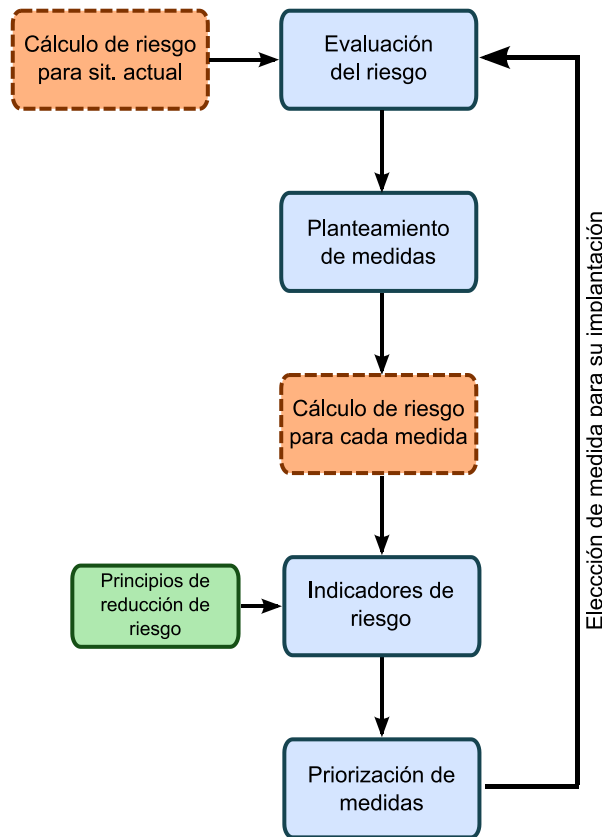 Cálculo de riesgo
para sit. actual
Evaluación
del riesgo
Planteamiento
de medidas
Cálculo de riesgo
para cada medida
Principios de
reducción de
riesgo
Indicadores de
riesgo
Priorización de
medidas
Eleccción de medida para su implantación